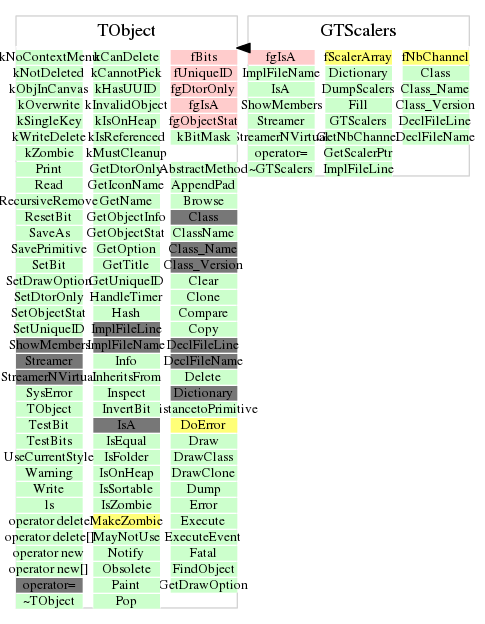 TObject
kNoContextMenu kCanDelete fBits
kNotDeleted kCannotPick fUniqueID
kObjInCanvas kHasUUID fgDtorOnly
kOverwrite kInvalidObject fgIsA
kSingleKey kIsOnHeap fgObjectStat
kWriteDelete kIsReferenced kBitMask
kZombie kMustCleanup
Print GetDtorOnly AbstractMethod
Read GetIconName AppendPad
RecursiveRemove GetName Browse
ResetBit GetObjectInfo Class
SaveAs GetObjectStat ClassName
SavePrimitive GetOption Class_Name
SetBit GetTitle Class_Version
SetDrawOption GetUniqueID Clear
SetDtorOnly HandleTimer Clone
SetObjectStat Hash Compare
SetUniqueID ImplFileLine Copy
ShowMembers ImplFileName DeclFileLine
Streamer Info DeclFileName
StreamerNVirtual InheritsFrom Delete
SysError Inspect Dictionary
TObject InvertBit istancetoPrimitive
TestBit IsA DoError
TestBits IsEqual Draw
UseCurrentStyle IsFolder DrawClass
Warning IsOnHeap DrawClone
Write IsSortable Dump
ls IsZombie Error
operator delete MakeZombie Execute
operator delete[] MayNotUse ExecuteEvent
operator new Notify Fatal
operator new[] Obsolete FindObject
operator= Paint GetDrawOption
~TObject Pop
GTScalers
fgIsA fScalerArray fNbChannel
ImplFileName Dictionary Class
IsA DumpScalers Class_Name
ShowMembers Fill Class_Version
Streamer GTScalers DeclFileLine
StreamerNVirtual GetNbChannel DeclFileName
operator= GetScalerPtr
~GTScalers ImplFileLine